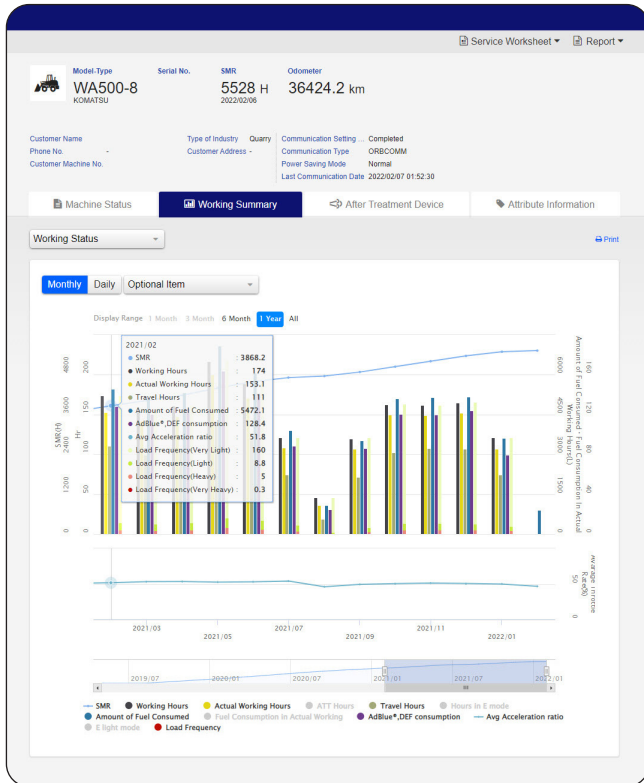 Service Worksheet ▾ Report ▾
Model-Type Serial No. SMR Odometer
WA500-8 5528 H 36424.2 km
KOMATSU 2022/02/06
Customer Name Type of Industry Quarry Communication Setting ... Completed
Phone No. - Customer Address - Communication Type ORBCOMM
Customer Machine No. Power Saving Mode Normal
Last Communication Date 2022/02/07 01:52:30
Machine Status Working Summary After Treatment Device Attribute Information
Working Status Print
Monthly Daily Optional Item
Display Range 1 Month 3 Month 6 Month 1 Year All
2021/02
SMR : 3868.2
Working Hours : 174
Actual Working Hours : 153.1
Travel Hours : 111
Amount of Fuel Consumed : 5472.1
AdBlue®,DEF consumption : 128.4
Avg Acceleration ratio : 51.8
Load Frequency(Very Light) : 160
Load Frequency(Light) : 8.8
Load Frequency(Heavy) : 5
Load Frequency(Very Heavy) : 0.3
4800 200 6000 160
3600 150 4500 120
2400 100 3000 80
1200 50 1500 40
0 0 0 0
SMR(H)
Hr
Amount of Fuel Consumed · Fuel Consumption In Actual
Working Hours(L)
50
0
Average Throttle
Rate(%)
2021/03 2021/05 2021/07 2021/09 2021/11 2022/01
2019/07 2020/01 2020/07 2021/01 2021/07 2022/01
SMR Working Hours Actual Working Hours ATT Hours Travel Hours Hours in E mode
Amount of Fuel Consumed Fuel Consumption in Actual Working AdBlue®,DEF consumption Avg Acceleration ratio
E light mode Load Frequency